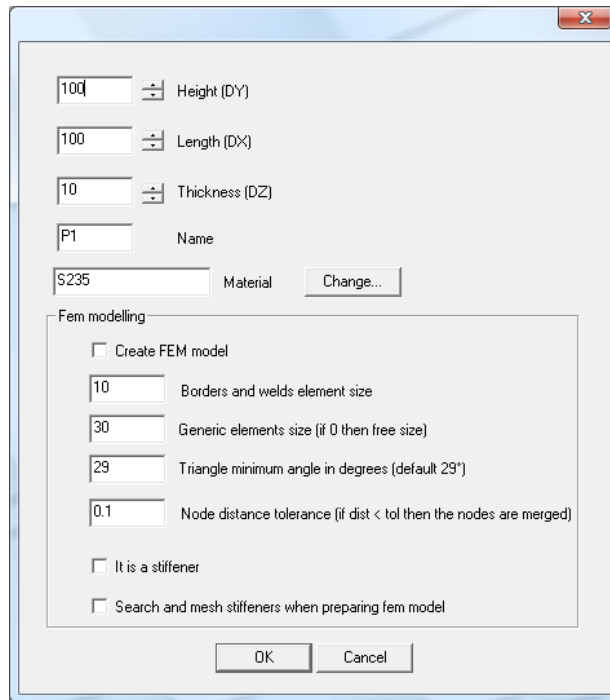 100 Height (DY)
100 Length (DX)
10 Thickness (DZ)
P1 Name
S235 Material Change...
Fem modelling
Create FEM model
10 Borders and welds element size
30 Generic elements size (if 0 then free size)
29 Triangle minimum angle in degrees (default 29°)
0.1 Node distance tolerance (if dist < tol then the nodes are merged)
It is a stiffener
Search and mesh stiffeners when preparing fem model
OK Cancel